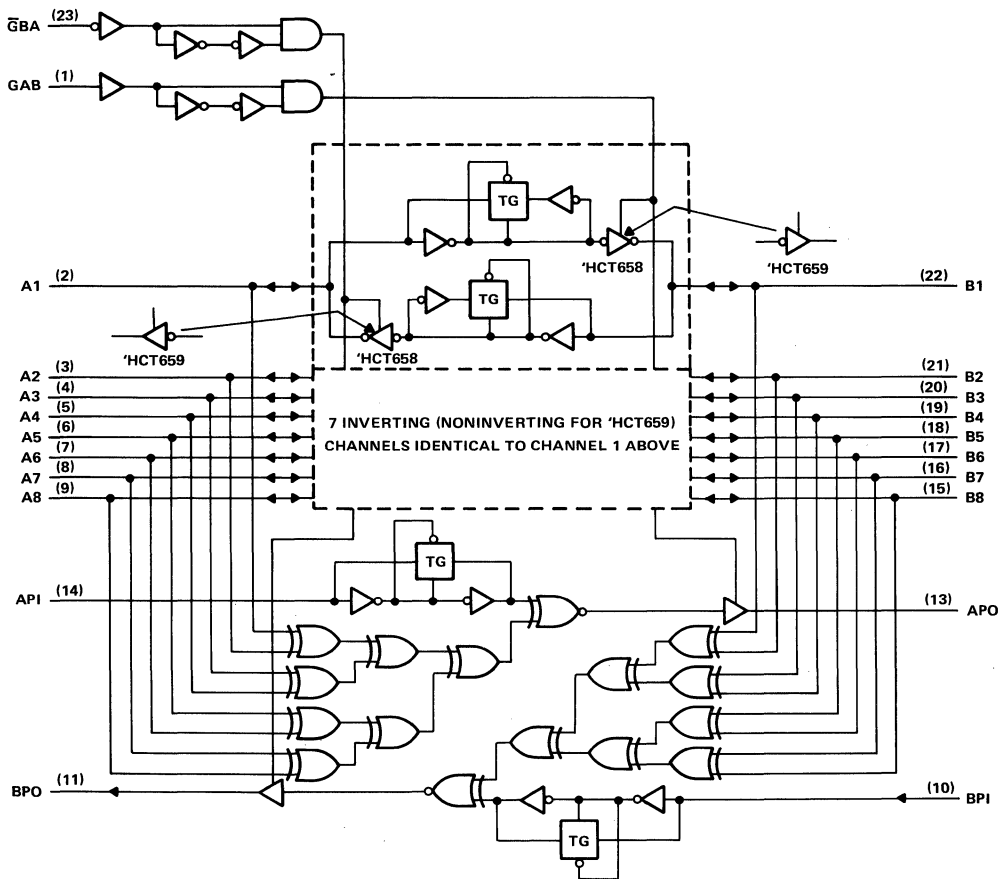 G̅BA (23)
GAB (1)
TG
'HCT658
'HCT659
A1 (2)
(22) B1
TG
'HCT659
'HCT658
A2 (3)
(21) B2
A3 (4)
(20) B3
A4 (5)
(19) B4
A5 (6)
(18) B5
A6 (7)
(17) B6
A7 (8)
(16) B7
A8 (9)
(15) B8
7 INVERTING (NONINVERTING FOR 'HCT659)
CHANNELS IDENTICAL TO CHANNEL 1 ABOVE
TG
API (14)
(13) APO
BPO (11)
(10) BPI
TG